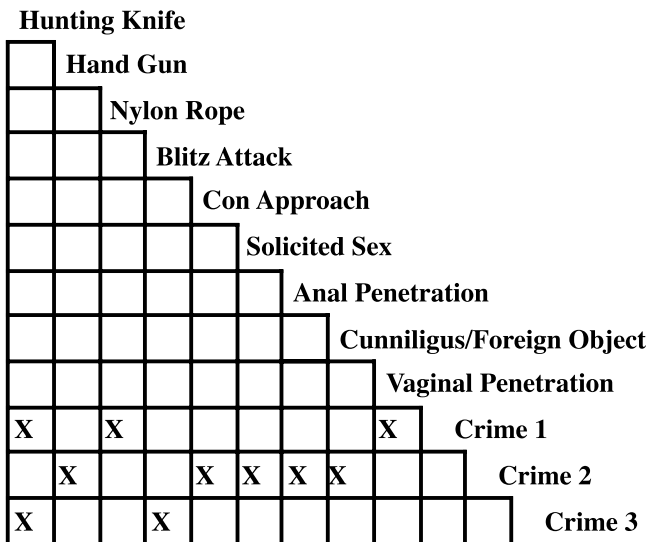 Hunting Knife
Hand Gun
Nylon Rope
Blitz Attack
Con Approach
Solicited Sex
Anal Penetration
Cunniligus/Foreign Object
Vaginal Penetration
X X X Crime 1
X X X X X Crime 2
X X Crime 3